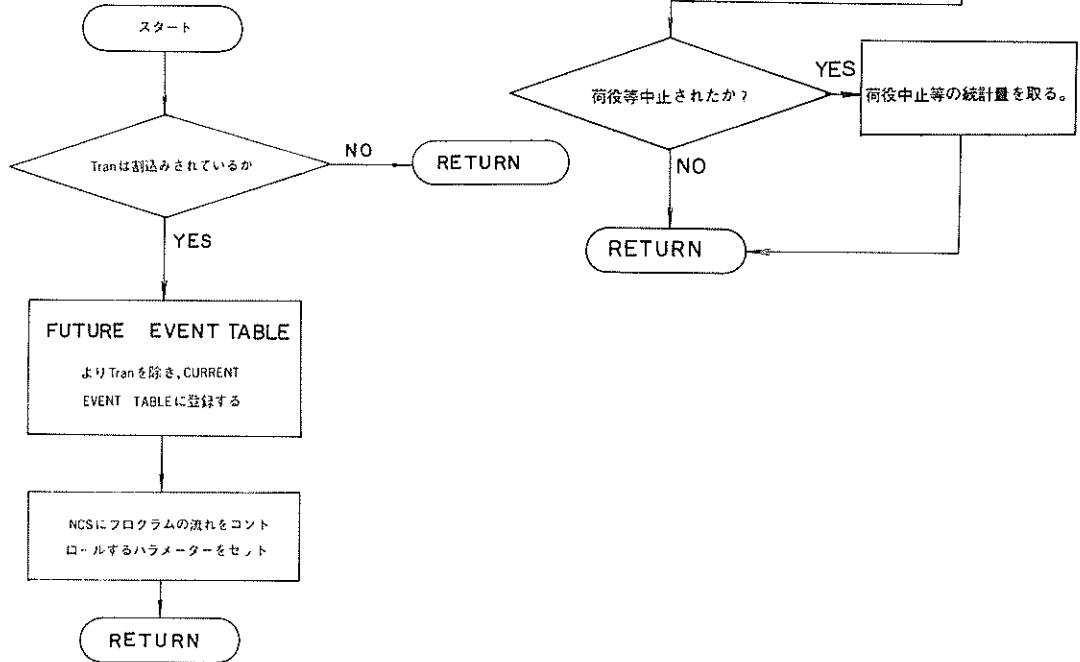 スタート
Tranは割込みされているか
NO
RETURN
YES
FUTURE EVENT TABLE
よりTranを除き,CURRENT
EVENT TABLEに登録する
NCSにプログラムの流れをコント
ロールするパラメーターをセット
RETURN
荷役等中止されたか?
YES
荷役中止等の統計量を取る。
NO
RETURN